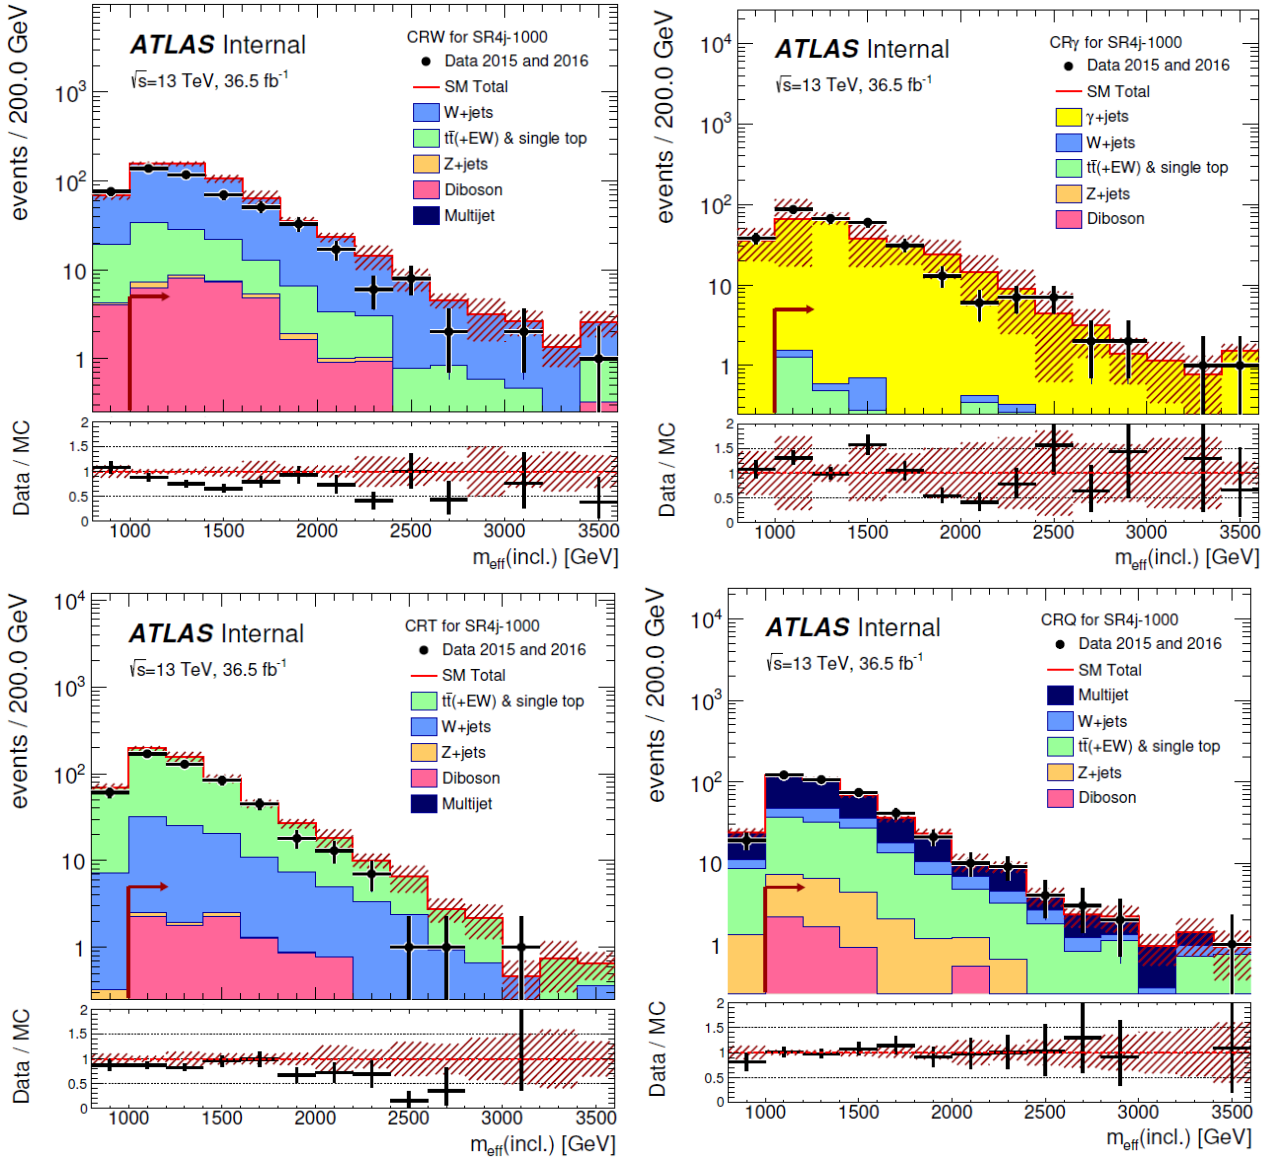 events / 200.0 GeV
ATLAS Internal
√s=13 TeV, 36.5 fb⁻¹
CRW for SR4j-1000
Data 2015 and 2016
SM Total
W+jets
tt̄(+EW) & single top
Z+jets
Diboson
Multijet
10³
10²
10
1
Data / MC
2
1.5
1
0.5
0
1000 1500 2000 2500 3000 3500
m_eff(incl.) [GeV]
events / 200.0 GeV
ATLAS Internal
√s=13 TeV, 36.5 fb⁻¹
CRγ for SR4j-1000
Data 2015 and 2016
SM Total
γ+jets
W+jets
tt̄(+EW) & single top
Z+jets
Diboson
10⁴
10³
10²
10
1
Data / MC
2
1.5
1
0.5
0
1000 1500 2000 2500 3000 3500
m_eff(incl.) [GeV]
events / 200.0 GeV
ATLAS Internal
√s=13 TeV, 36.5 fb⁻¹
CRT for SR4j-1000
Data 2015 and 2016
SM Total
tt̄(+EW) & single top
W+jets
Z+jets
Diboson
Multijet
10⁴
10³
10²
10
1
Data / MC
2
1.5
1
0.5
0
1000 1500 2000 2500 3000 3500
m_eff(incl.) [GeV]
events / 200.0 GeV
ATLAS Internal
√s=13 TeV, 36.5 fb⁻¹
CRQ for SR4j-1000
Data 2015 and 2016
SM Total
Multijet
W+jets
tt̄(+EW) & single top
Z+jets
Diboson
10⁴
10³
10²
10
1
Data / MC
2
1.5
1
0.5
0
1000 1500 2000 2500 3000 3500
m_eff(incl.) [GeV]